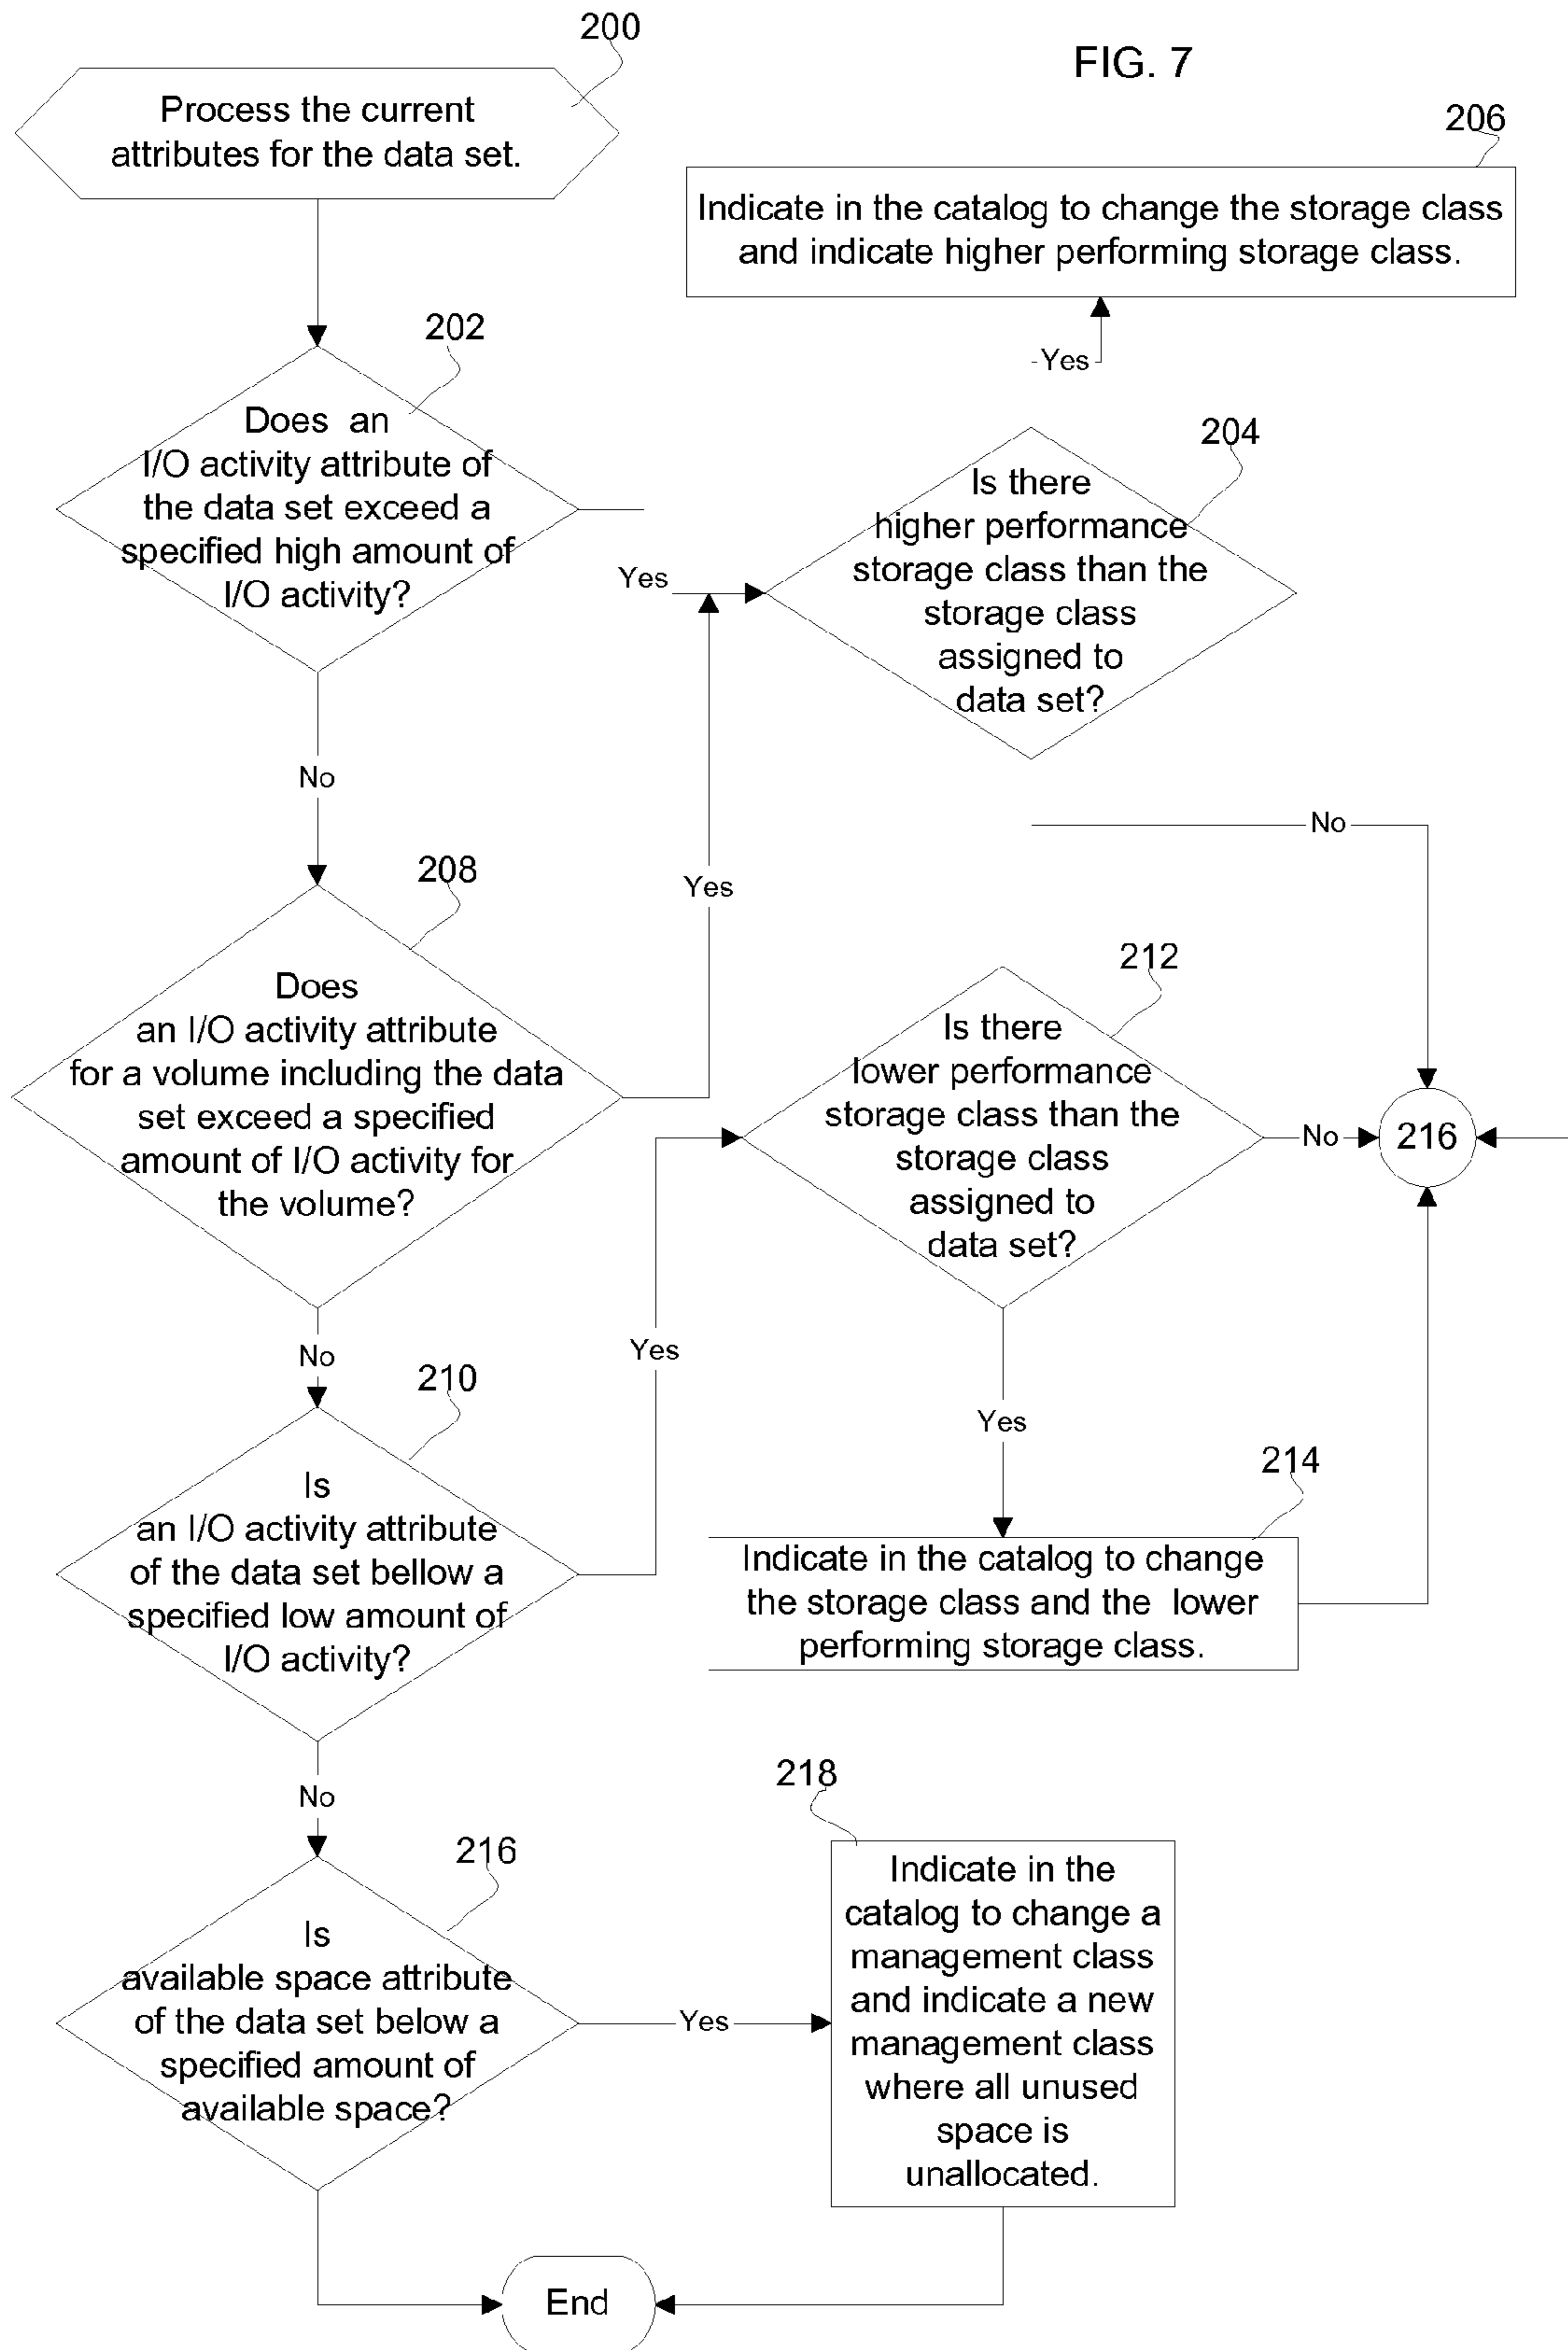 200
FIG. 7
Process the current
attributes for the data set.
206
Indicate in the catalog to change the storage class
and indicate higher performing storage class.
202
Yes
Does an
I/O activity attribute of
the data set exceed a
specified high amount of
I/O activity?
204
Is there
higher performance
storage class than the
storage class
assigned to
data set?
Yes
No
No
208
Yes
Does
an I/O activity attribute
for a volume including the data
set exceed a specified
amount of I/O activity for
the volume?
212
Is there
lower performance
storage class than the
storage class
assigned to
data set?
No
216
No
Yes
210
Yes
Is
an I/O activity attribute
of the data set bellow a
specified low amount of
I/O activity?
214
Indicate in the catalog to change
the storage class and the lower
performing storage class.
No
218
216
Is
available space attribute
of the data set below a
specified amount of
available space?
Yes
Indicate in the
catalog to change a
management class
and indicate a new
management class
where all unused
space is
unallocated.
End